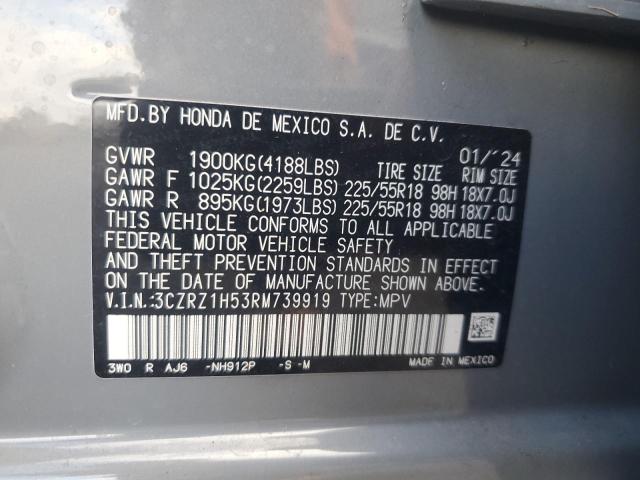 MFD.BY HONDA DE MEXICO S.A. DE C.V.
01/'24
GVWR 1900KG(4188LBS) TIRE SIZE RIM SIZE
GAWR F 1025KG(2259LBS) 225/55R18 98H 18X7.0J
GAWR R 895KG(1973LBS) 225/55R18 98H 18X7.0J
THIS VEHICLE CONFORMS TO ALL APPLICABLE
FEDERAL MOTOR VEHICLE SAFETY
AND THEFT PREVENTION STANDARDS IN EFFECT
ON THE DATE OF MANUFACTURE SHOWN ABOVE.
V.I.N.:3CZRZ1H53RM739919 TYPE:MPV
3WO R AJ6 -NH912P -S -M MADE IN MEXICO